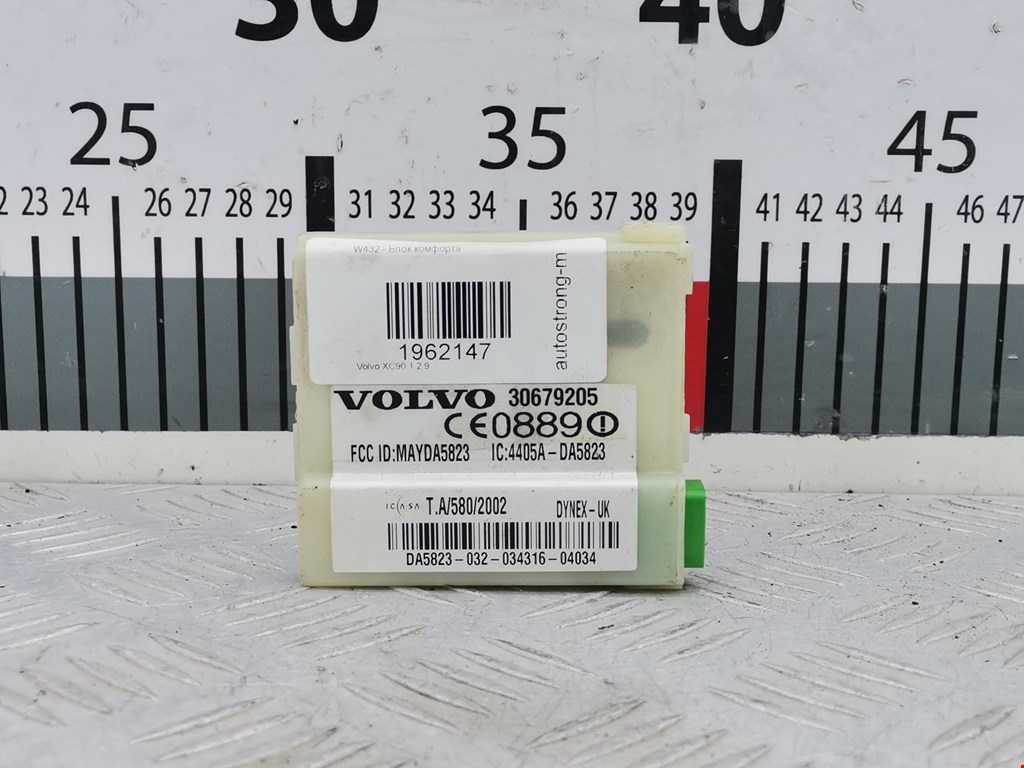 30 40
25 35 45
23 24 26 27 28 29 31 32 33 34 36 37 38 39 41 42 43 44 46 47
W432 - Блок комфорта
1962147
Volvo XC90 1 2.9
autostrong-m
VOLVO 30679205
CE0889
FCC ID:MAYDA5823 IC:4405A-DA5823
ICASA T.A/580/2002 DYNEX-UK
DA5823-032-034316-04034